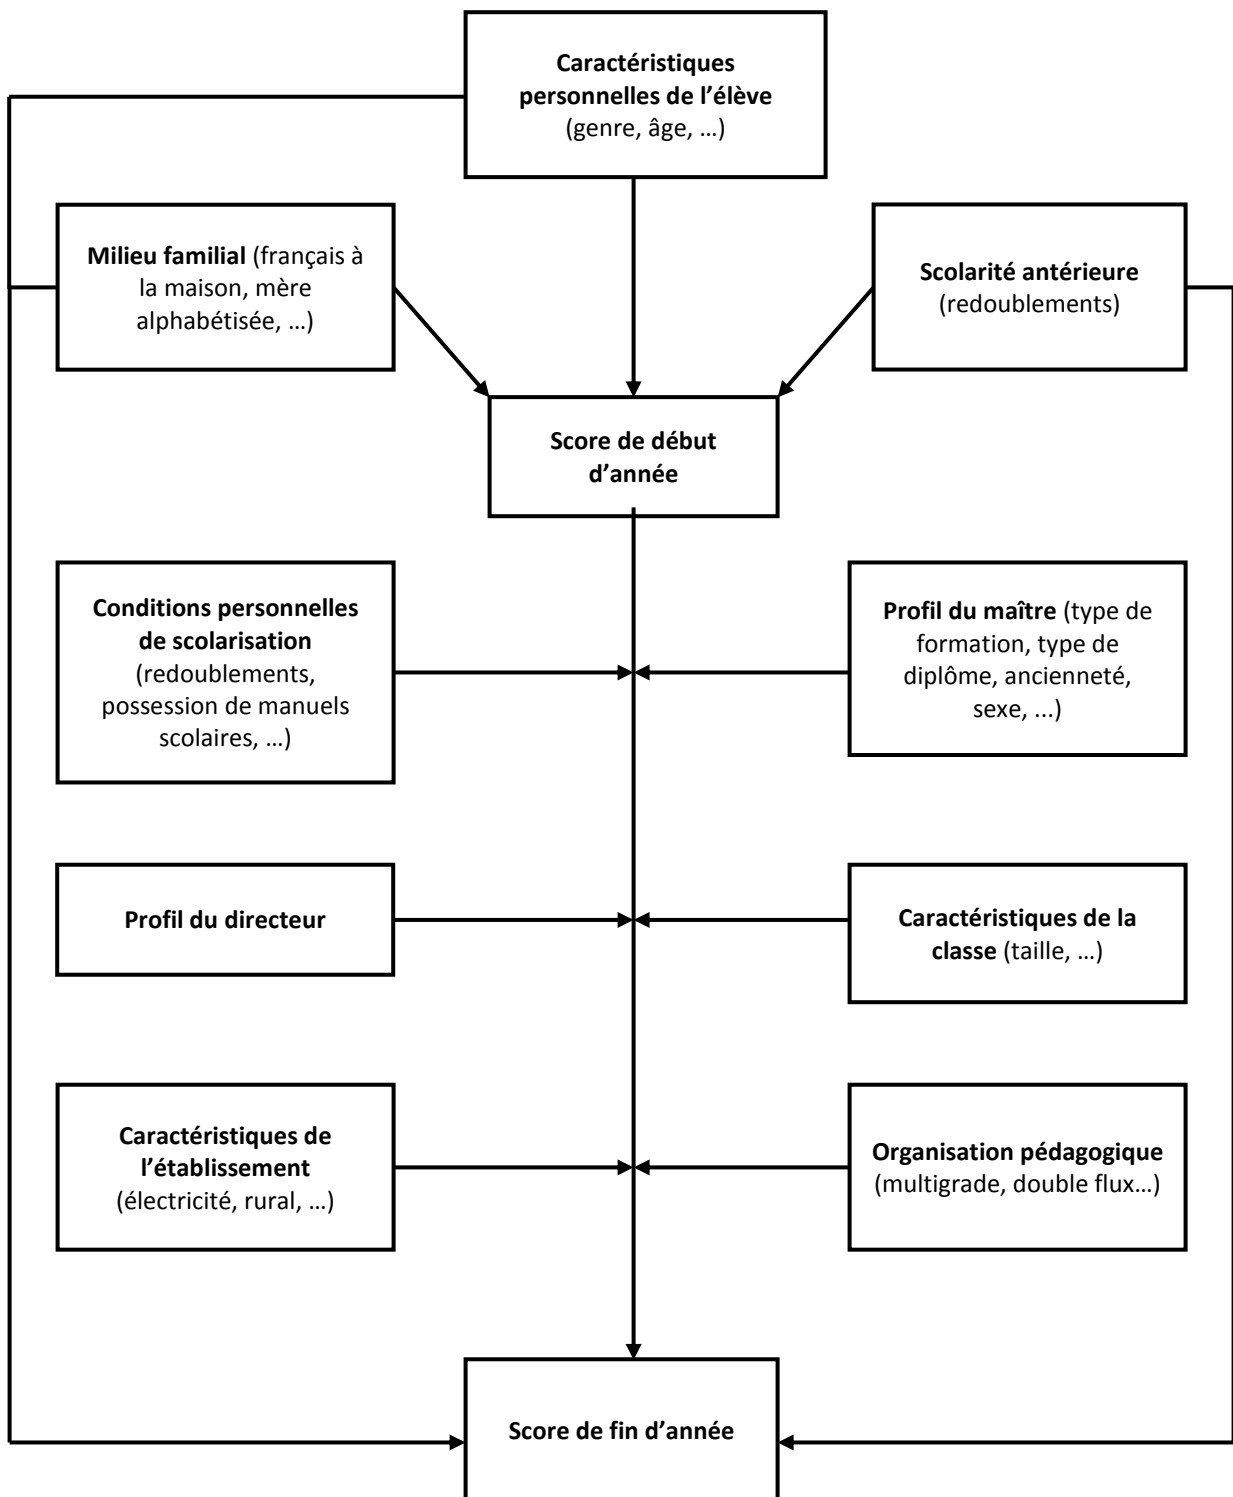 Caractéristiques
personnelles de l’élève
(genre, âge, …)
Milieu familial (français à
la maison, mère
alphabétisée, …)
Scolarité antérieure
(redoublements)
Score de début
d’année
Conditions personnelles
de scolarisation
(redoublements,
possession de manuels
scolaires, …)
Profil du maître (type de
formation, type de
diplôme, ancienneté,
sexe, ...)
Profil du directeur
Caractéristiques de la
classe (taille, …)
Caractéristiques de
l’établissement
(électricité, rural, …)
Organisation pédagogique
(multigrade, double flux…)
Score de fin d’année